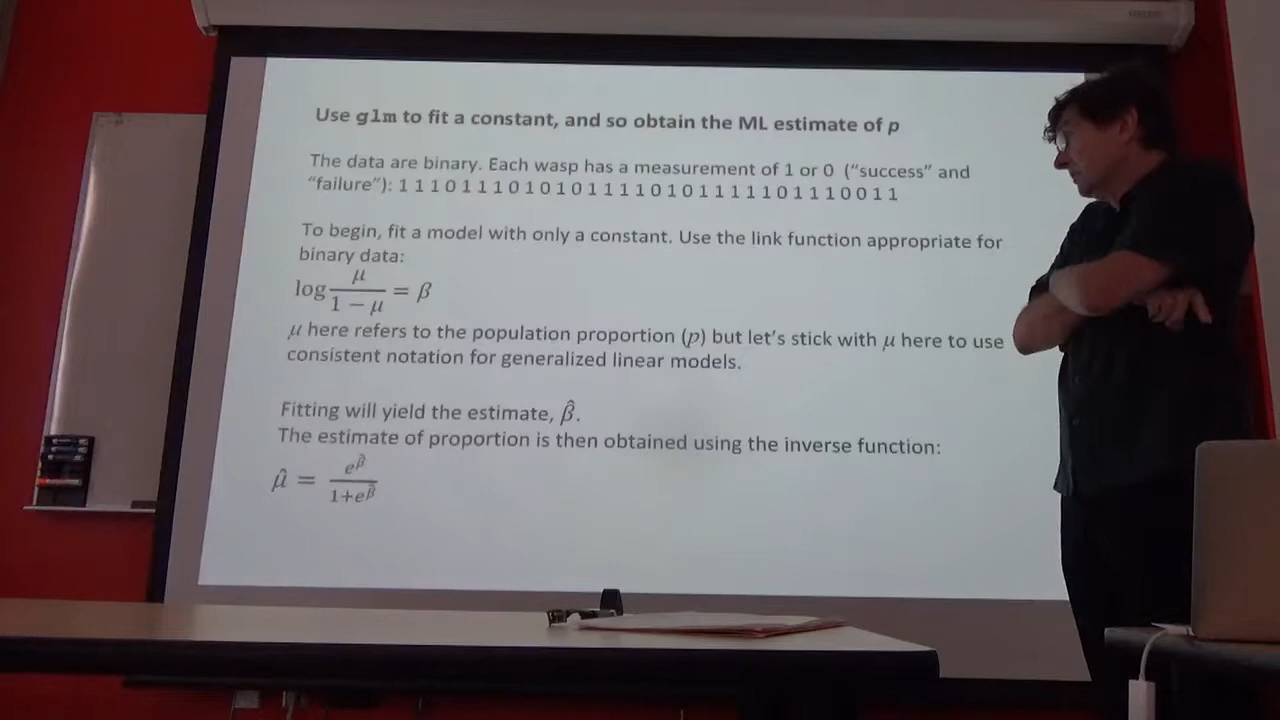 Use glm to fit a constant, and so obtain the ML estimate of p
The data are binary. Each wasp has a measurement of 1 or 0 ("success" and
"failure"): 1 1 1 0 1 1 1 0 1 0 1 0 1 1 1 1 0 1 0 1 1 1 1 1 0 1 1 1 0 0 1 1
To begin, fit a model with only a constant. Use the link function appropriate for
binary data:
log μ / 1 − μ = β
μ here refers to the population proportion (p) but let's stick with μ here to use
consistent notation for generalized linear models.
Fitting will yield the estimate, β̂.
The estimate of proportion is then obtained using the inverse function:
μ̂ = e^β̂ / 1+e^β̂